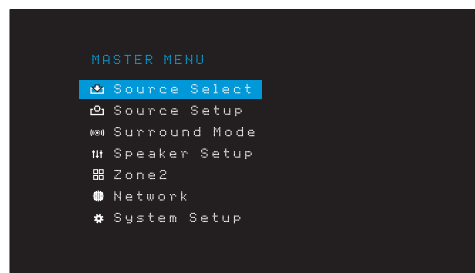 MASTER MENU
Source Select
Source Setup
Surround Mode
Speaker Setup
Zone2
Network
System Setup